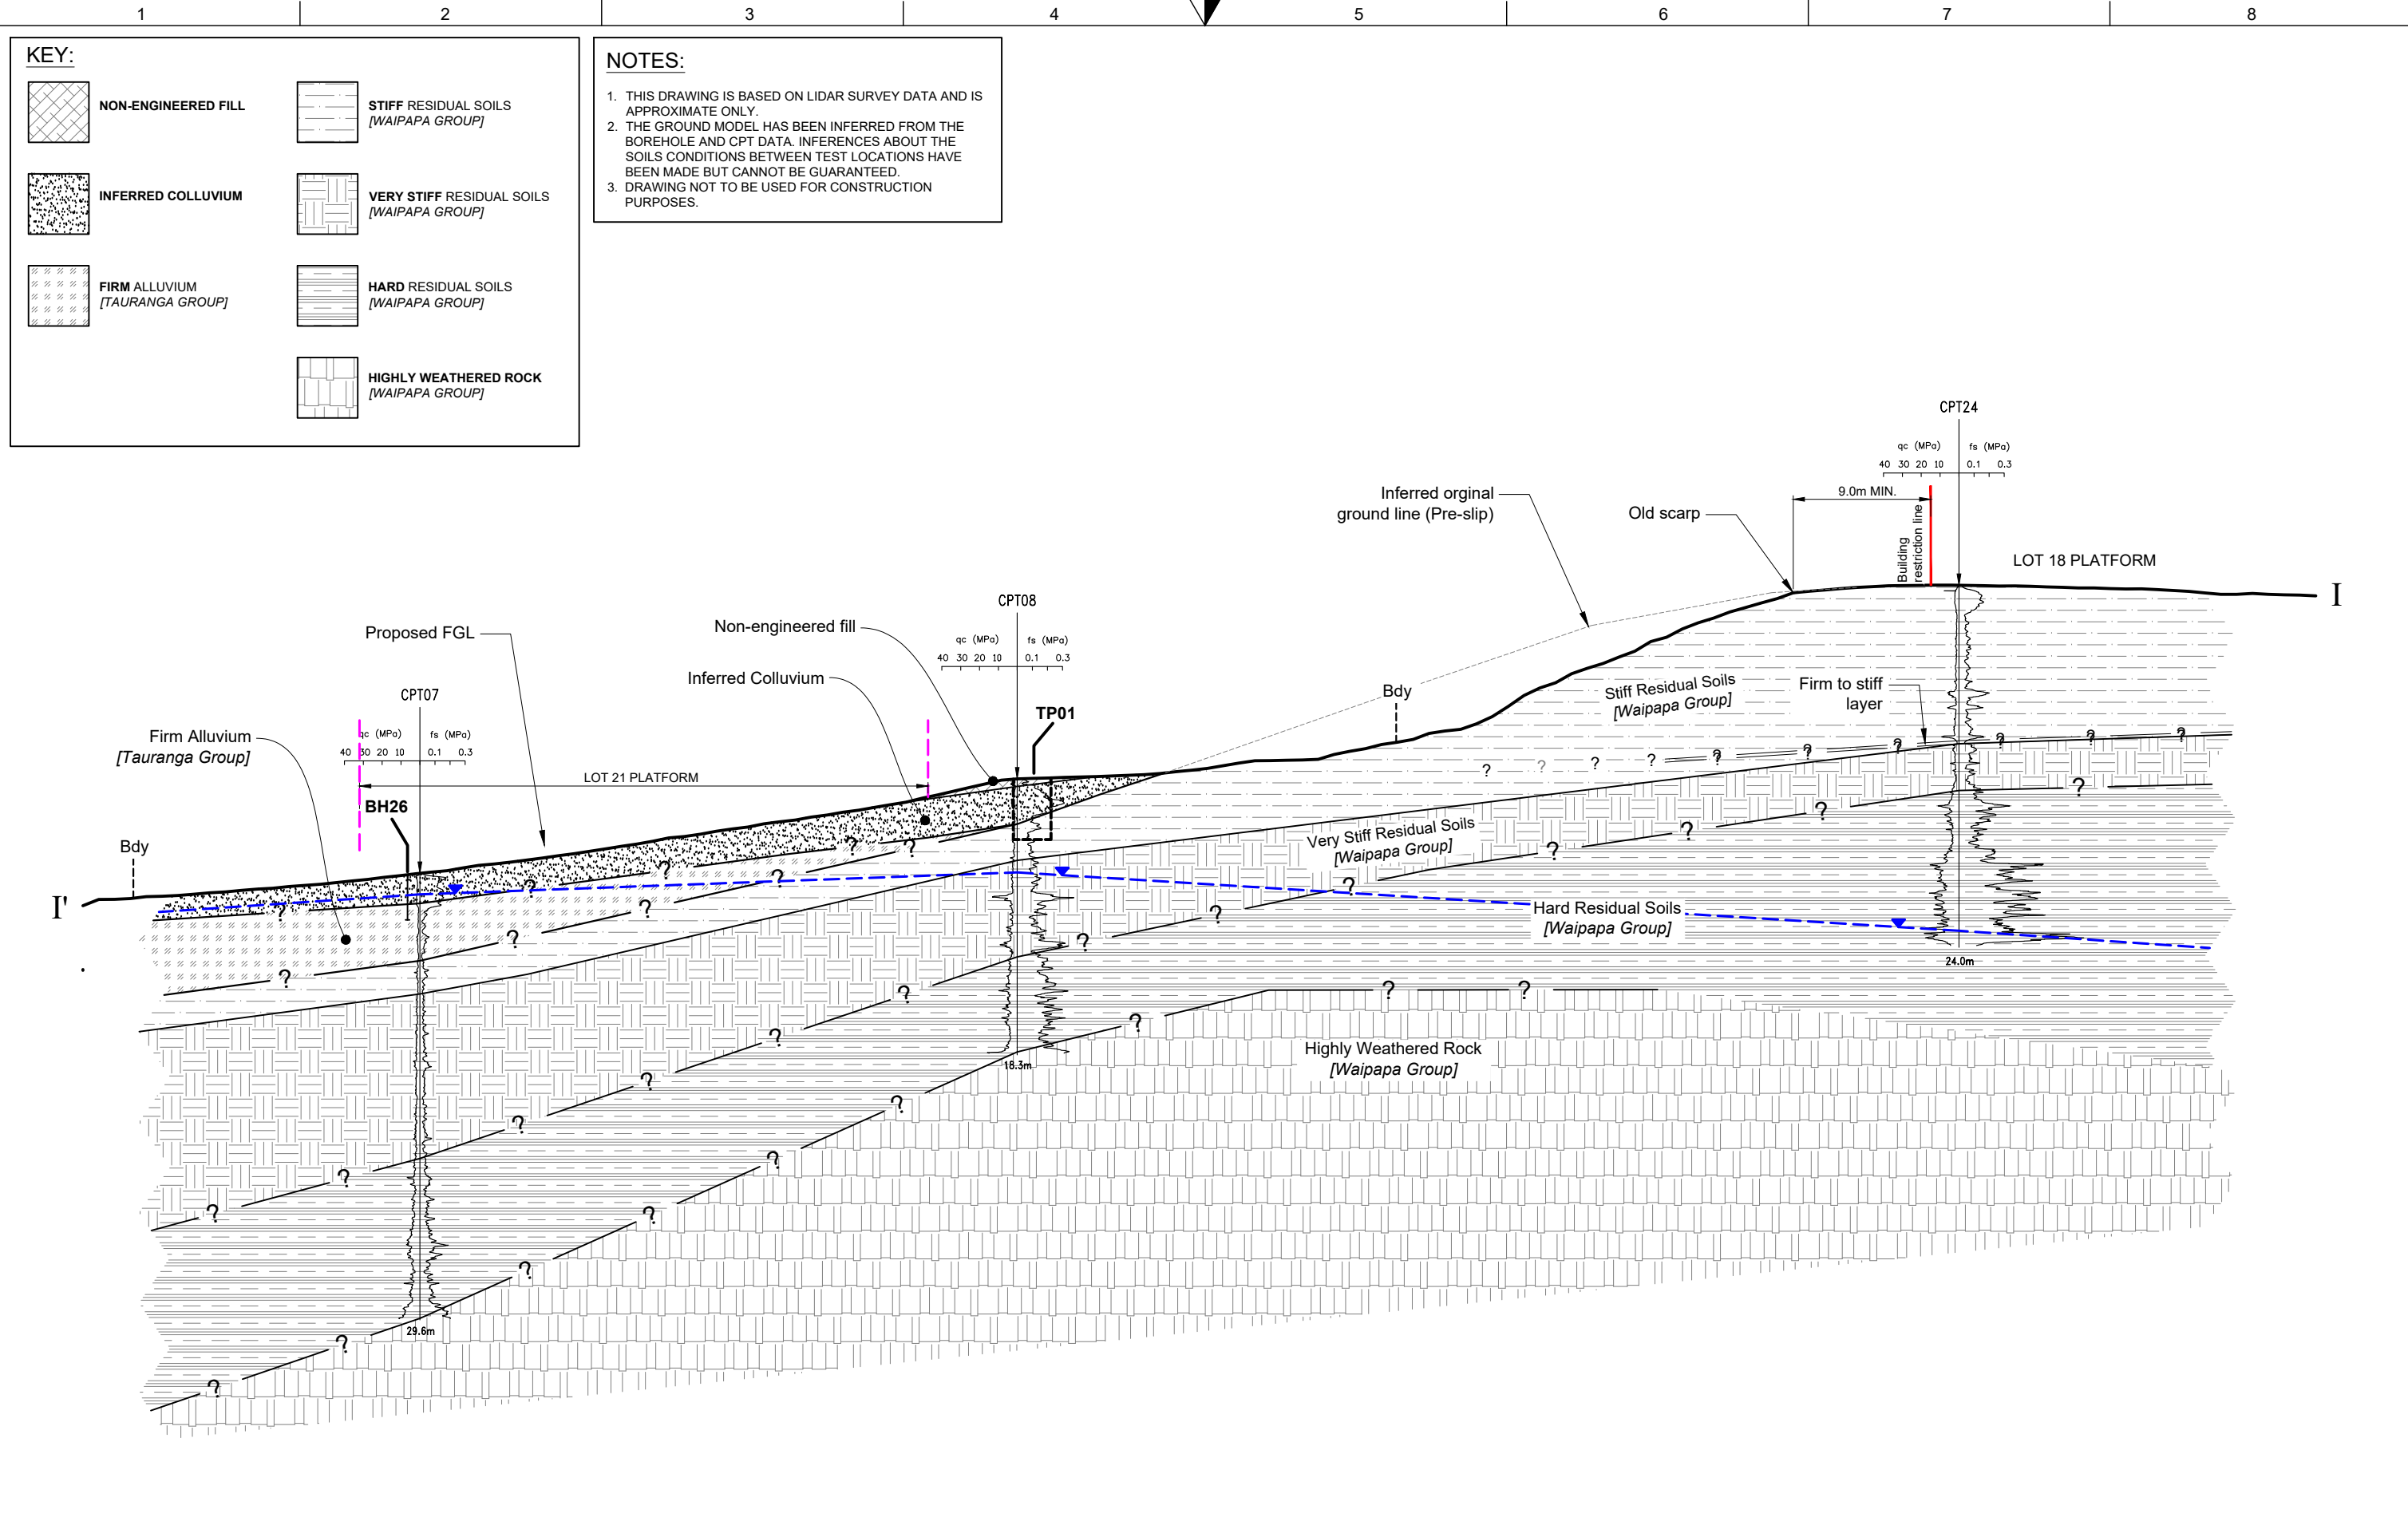 1 2 3 4 5 6 7 8
KEY:
NON-ENGINEERED FILL
INFERRED COLLUVIUM
FIRM ALLUVIUM
[TAURANGA GROUP]
STIFF RESIDUAL SOILS
[WAIPAPA GROUP]
VERY STIFF RESIDUAL SOILS
[WAIPAPA GROUP]
HARD RESIDUAL SOILS
[WAIPAPA GROUP]
HIGHLY WEATHERED ROCK
[WAIPAPA GROUP]
NOTES:
1. THIS DRAWING IS BASED ON LIDAR SURVEY DATA AND IS
APPROXIMATE ONLY.
2. THE GROUND MODEL HAS BEEN INFERRED FROM THE
BOREHOLE AND CPT DATA. INFERENCES ABOUT THE
SOILS CONDITIONS BETWEEN TEST LOCATIONS HAVE
BEEN MADE BUT CANNOT BE GUARANTEED.
3. DRAWING NOT TO BE USED FOR CONSTRUCTION
PURPOSES.
CPT24
qc (MPa) fs (MPa)
40 30 20 10 0.1 0.3
9.0m MIN.
Building
restriction line
Inferred orginal
ground line (Pre-slip)
Old scarp
LOT 18 PLATFORM
I
CPT08
qc (MPa) fs (MPa)
40 30 20 10 0.1 0.3
Non-engineered fill
Proposed FGL
Inferred Colluvium
CPT07
qc (MPa) fs (MPa)
40 30 20 10 0.1 0.3
Bdy
TP01
Stiff Residual Soils
[Waipapa Group]
Firm to stiff
layer
Firm Alluvium
[Tauranga Group]
LOT 21 PLATFORM
BH26
Bdy
Very Stiff Residual Soils
[Waipapa Group]
I'
Hard Residual Soils
[Waipapa Group]
24.0m
Highly Weathered Rock
[Waipapa Group]
18.3m
29.6m